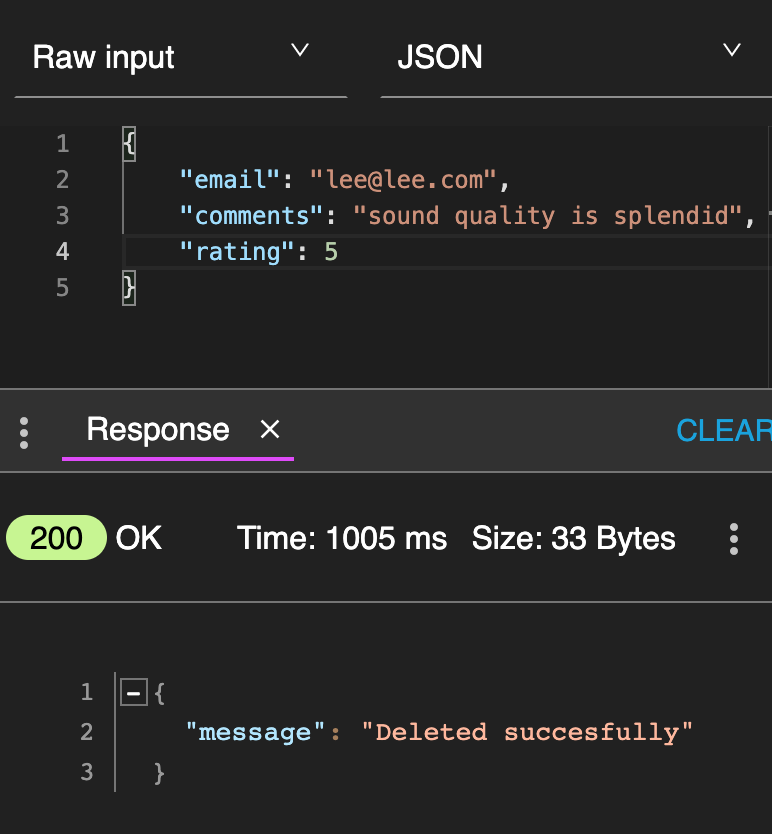 Raw input JSON
1 {
2 "email": "lee@lee.com",
3 "comments": "sound quality is splendid",
4 "rating": 5
5 }
Response × CLEAR
200 OK Time: 1005 ms Size: 33 Bytes
1 {
2 "message": "Deleted succesfully"
3 }